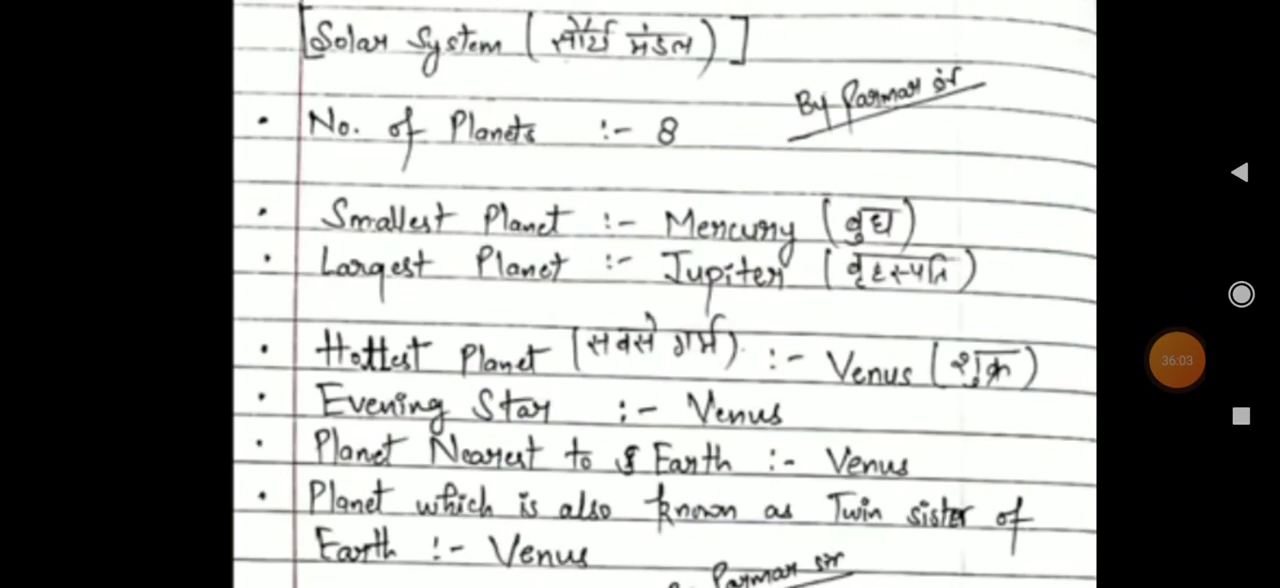 [Solar System (सौर्य मंडल)]
By Parmar Sir
• No. of Planets :- 8
• Smallest Planet :- Mercury (बुध)
• Largest Planet :- Jupiter (बृहस्पति)
• Hottest Planet (सबसे गर्म) :- Venus (शुक्र)
• Evening Star :- Venus
• Planet Nearest to Earth :- Venus
• Planet which is also known as Twin sister of
Earth :- Venus
Parmar Sir
36:03